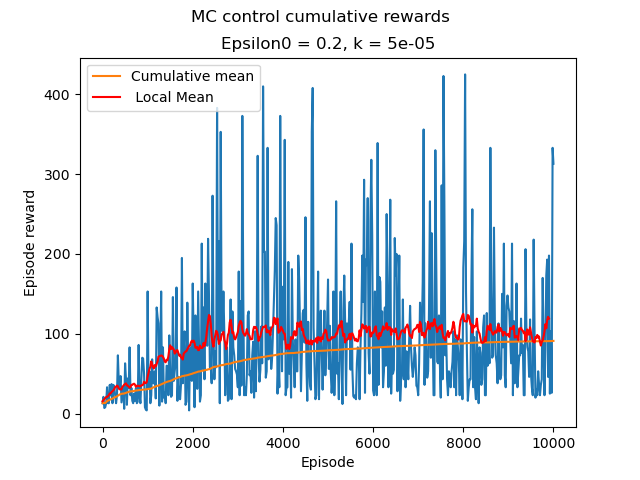 MC control cumulative rewards
Epsilon0 = 0.2, k = 5e-05
Cumulative mean
Local Mean
400
300
200
100
0
Episode reward
0 2000 4000 6000 8000 10000
Episode